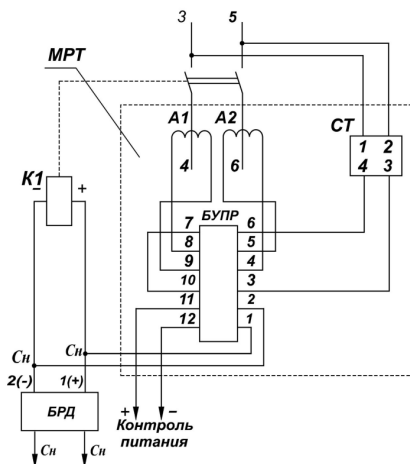 3 5
МРТ
А1 А2
СТ
1 2
4 3
4 6
К1
− +
БУПР
7 6
8 5
9 4
10 3
11 2
12 1
Сн Сн
2(-) 1(+)
БРД
+ −
Контроль
питания
Сн Сн